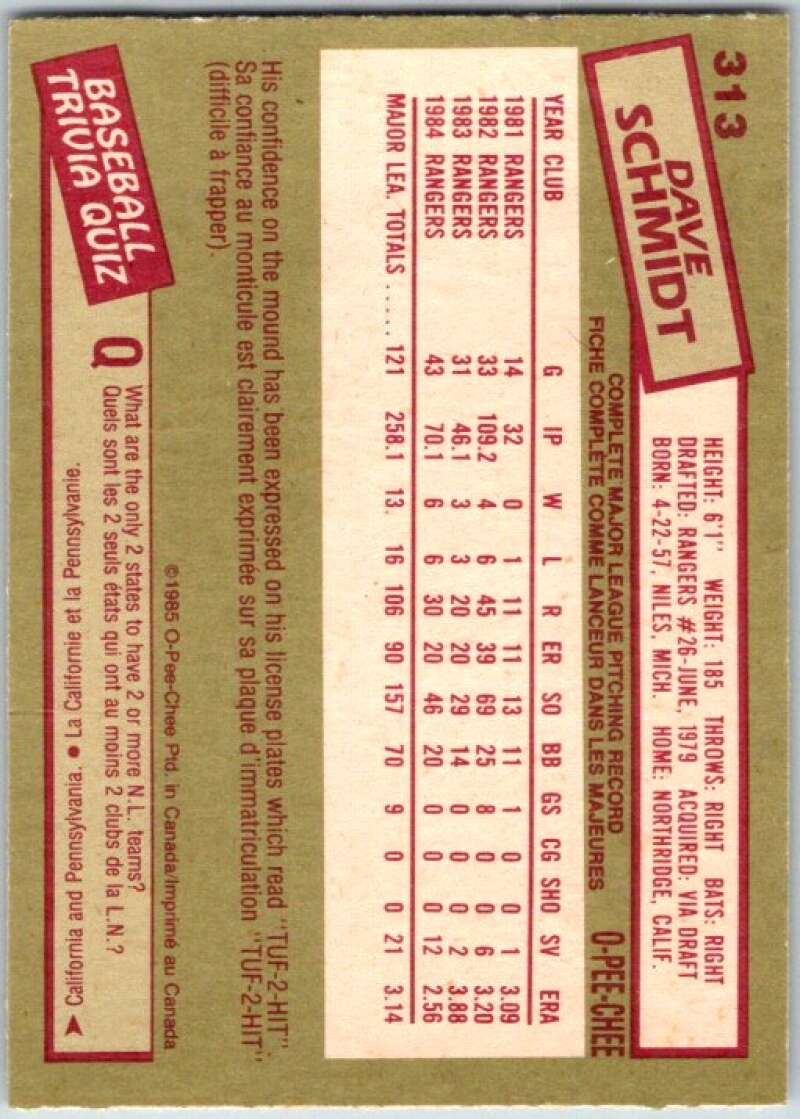 313
DAVE
SCHMIDT
HEIGHT: 6'1" WEIGHT: 185 THROWS: RIGHT BATS: RIGHT
DRAFTED: RANGERS #26-JUNE, 1979 ACQUIRED: VIA DRAFT
BORN: 4-22-57, NILES, MICH. HOME: NORTHRIDGE, CALIF.
COMPLETE MAJOR LEAGUE PITCHING RECORD
FICHE COMPLÈTE COMME LANCEUR DANS LES MAJEURES
O-PEE-CHEE
YEAR CLUB G IP W L R ER SO BB GS CG SHO SV ERA
1981 RANGERS 14 32 0 1 11 11 13 11 1 0 0 1 3.09
1982 RANGERS 33 109.2 4 6 45 39 69 25 8 0 0 6 3.20
1983 RANGERS 31 46.1 3 3 20 20 29 14 0 0 0 2 3.88
1984 RANGERS 43 70.1 6 6 30 20 46 20 0 0 0 12 2.56
MAJOR LEA. TOTALS ..... 121 258.1 13. 16 106 90 157 70 9 0 0 21 3.14
His confidence on the mound has been expressed on his license plates which read "TUF-2-HIT".
Sa confiance au monticule est clairement exprimée sur sa plaque d'immatriculation "TUF-2-HIT"
(difficile à frapper).
©1985 O-Pee-Chee Ptd. in Canada/Imprimé au Canada
BASEBALL
TRIVIA QUIZ
Q What are the only 2 states to have 2 or more N.L. teams?
Quels sont les 2 seuls états qui ont au moins 2 clubs de la L.N.?
California and Pennsylvania. ● La Californie et la Pennsylvanie.